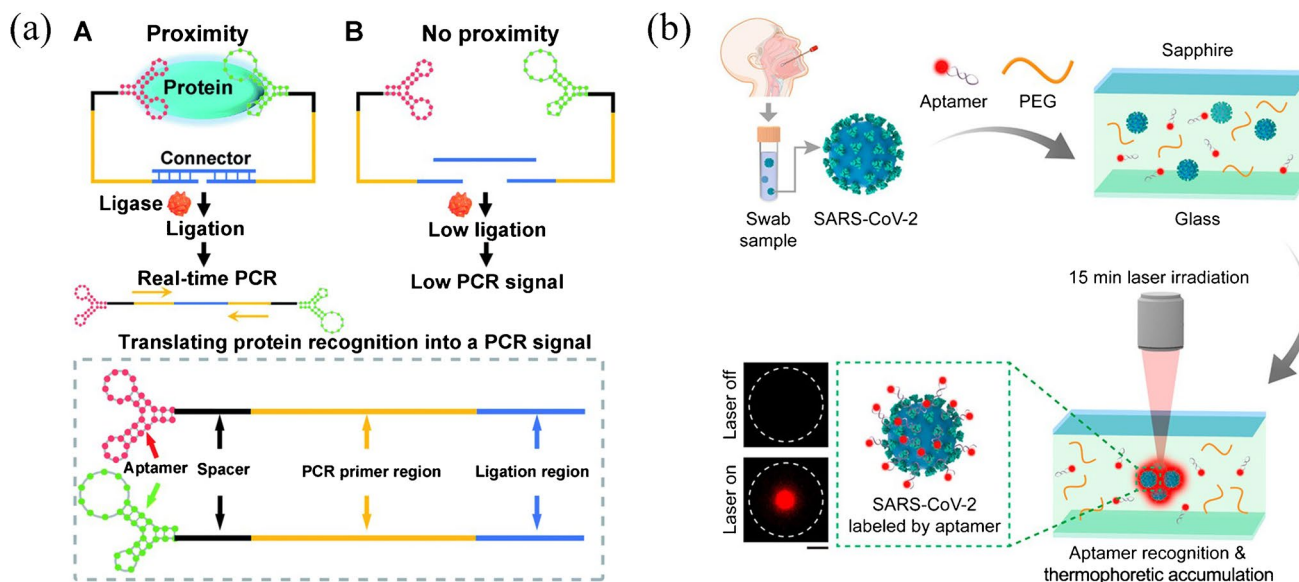 (a)
A
Proximity
Protein
Connector
Ligase
Ligation
Real-time PCR
B
No proximity
Low ligation
Low PCR signal
Translating protein recognition into a PCR signal
Aptamer
Spacer
PCR primer region
Ligation region
(b)
Swab
sample
SARS-CoV-2
Aptamer
PEG
Sapphire
Glass
15 min laser irradiation
Laser off
Laser on
SARS-CoV-2
labeled by aptamer
Aptamer recognition &
thermophoretic accumulation